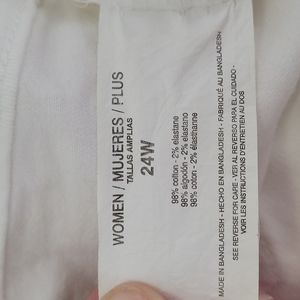 WOMEN / MUJERES / PLUS
TALLAS AMPLIAS
24W
98% cotton - 2% elastane
98% algodón - 2% elastano
98% coton - 2% élasthanne
MADE IN BANGLADESH - HECHO EN BANGLADESH - FABRIQUÉ AU BANGLADESH
SEE REVERSE FOR CARE - VER AL REVERSO PARA EL CUIDADO -
VOIR LES INSTRUCTIONS D'ENTRETIEN AU DOS